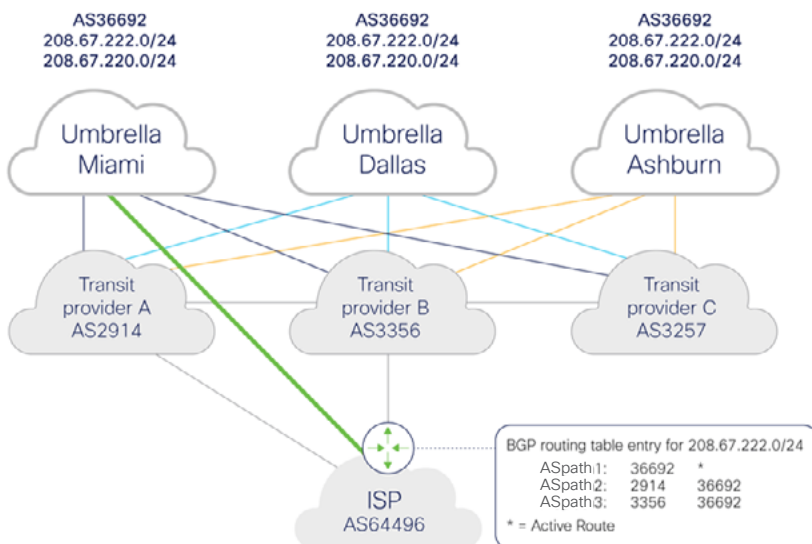 AS36692
208.67.222.0/24
208.67.220.0/24
AS36692
208.67.222.0/24
208.67.220.0/24
AS36692
208.67.222.0/24
208.67.220.0/24
Umbrella
Miami
Umbrella
Dallas
Umbrella
Ashburn
Transit
provider A
AS2914
Transit
provider B
AS3356
Transit
provider C
AS3257
ISP
AS64496
BGP routing table entry for 208.67.222.0/24
ASpath 1: 36692 *
ASpath 2: 2914 36692
ASpath 3: 3356 36692
* = Active Route